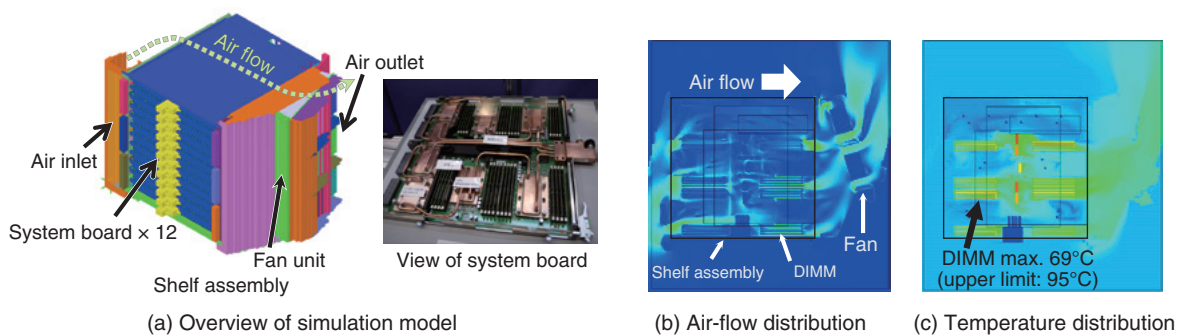 Air flow
Air outlet
Air inlet
System board × 12
Fan unit
Shelf assembly
View of system board
(a) Overview of simulation model
Air flow
Fan
Shelf assembly
DIMM
(b) Air-flow distribution
DIMM max. 69°C
(upper limit: 95°C)
(c) Temperature distribution